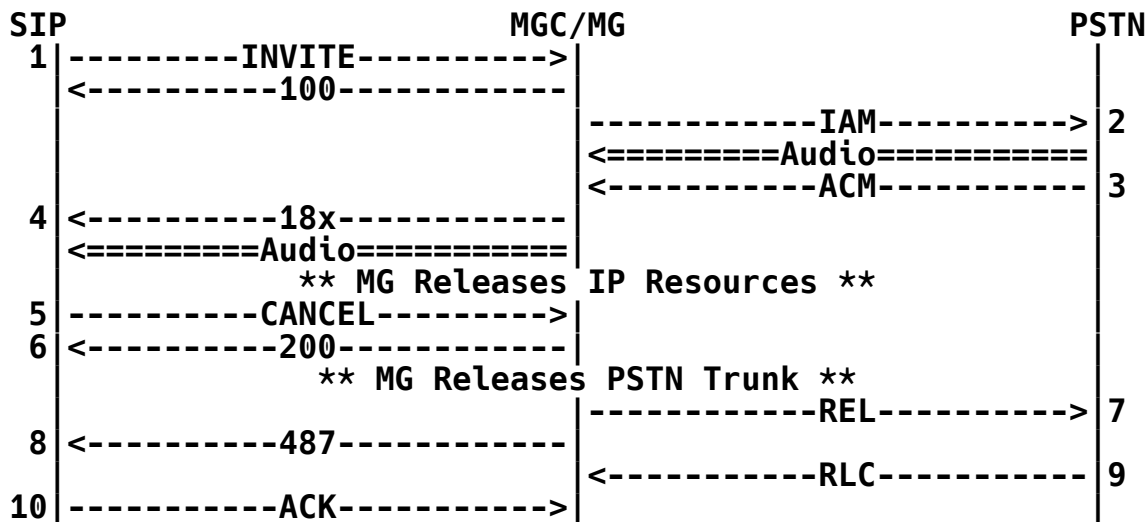 SIP MGC/MG PSTN
1|---------INVITE---------->| |
|<----------100------------| |
| |------------IAM---------->|2
| |<=========Audio===========|
| |<-----------ACM-----------|3
4|<----------18x------------| |
|<=========Audio===========| |
** MG Releases IP Resources **
5|----------CANCEL--------->| |
6|<----------200------------| |
** MG Releases PSTN Trunk **
| |------------REL---------->|7
8|<----------487------------| |
| |<-----------RLC-----------|9
10|-----------ACK----------->| |